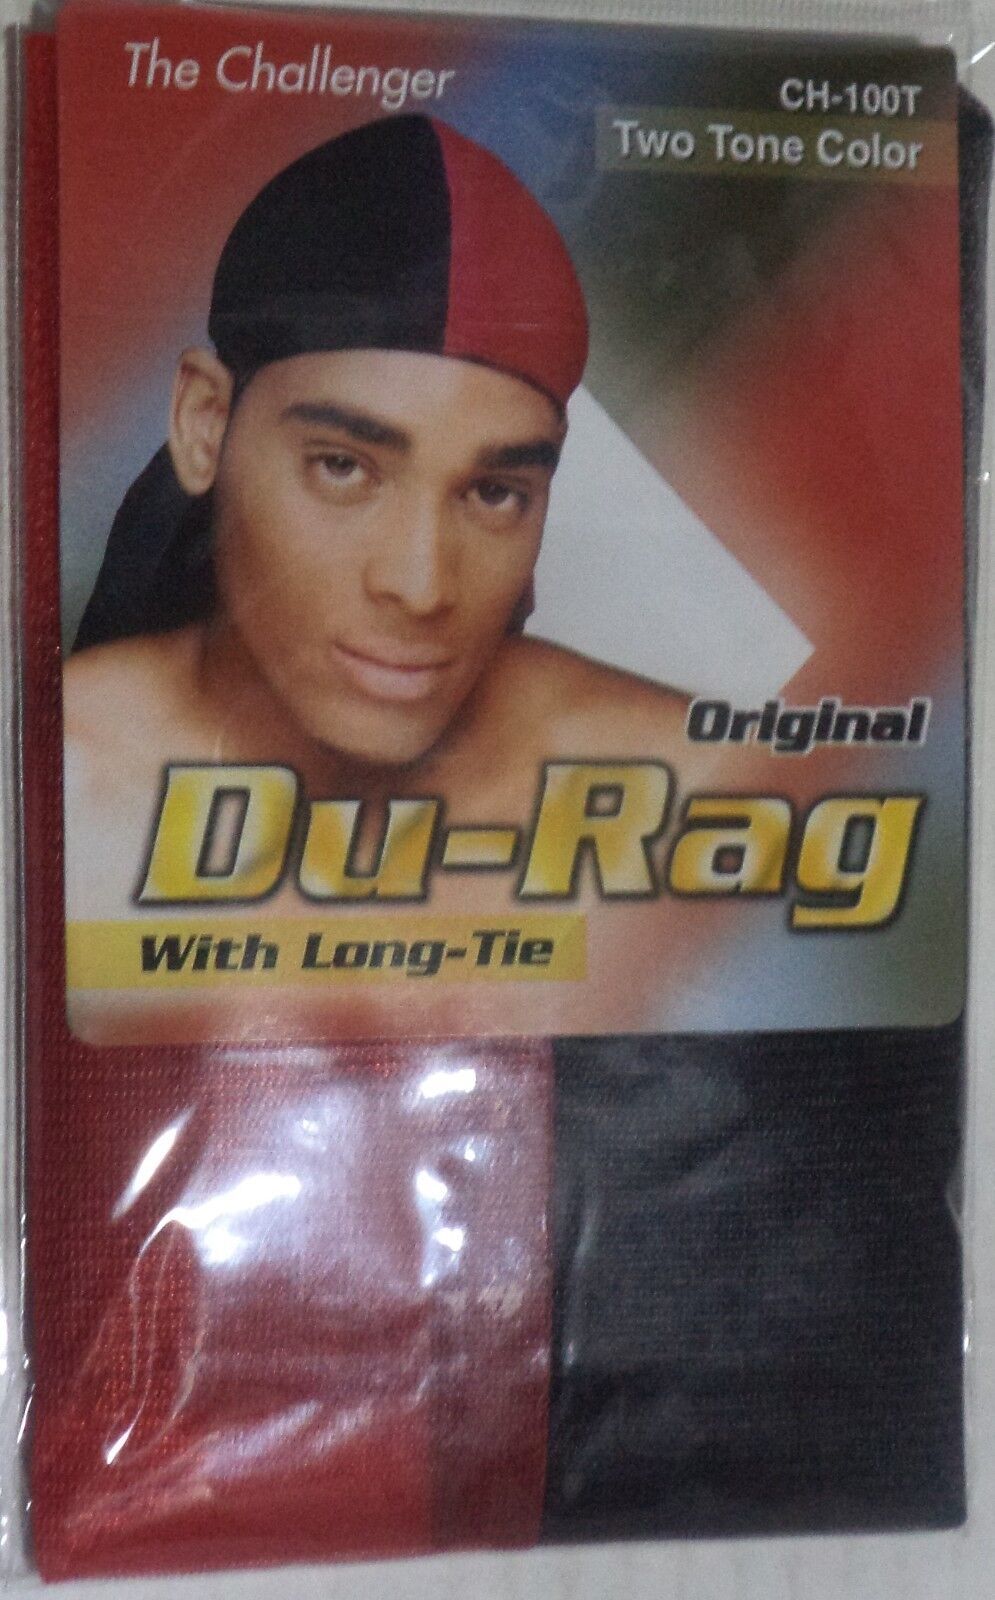 The Challenger
CH-100T
Two Tone Color
Original
Du-Rag
With Long-Tie